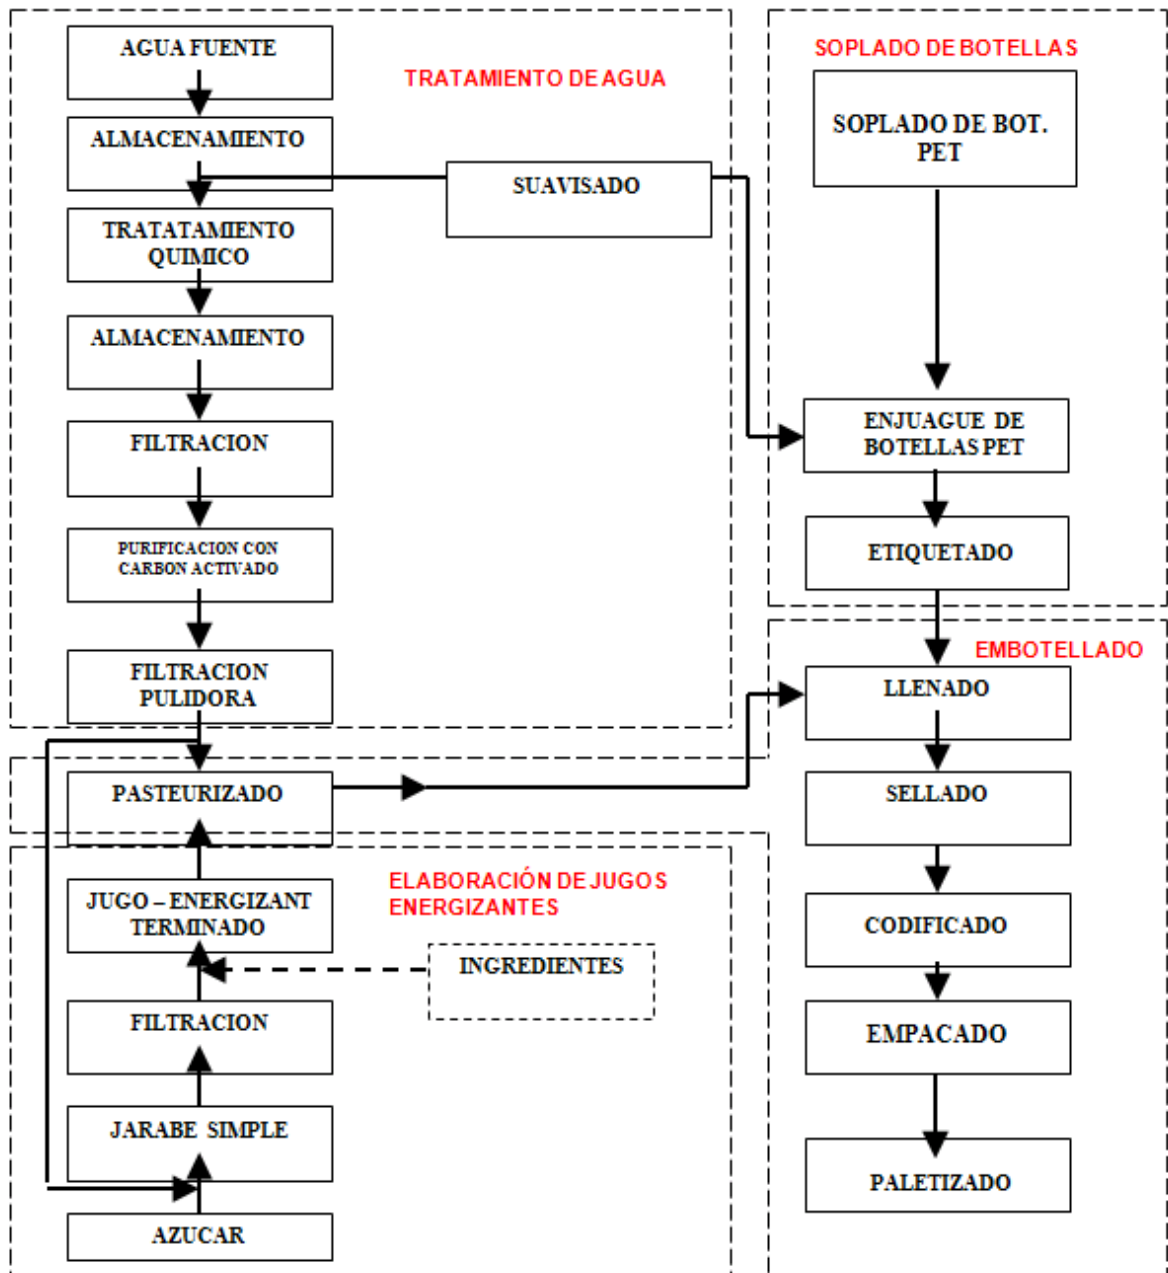 TRATAMIENTO DE AGUA
AGUA FUENTE
ALMACENAMIENTO
SUAVISADO
TRATATAMIENTO
QUIMICO
ALMACENAMIENTO
FILTRACION
PURIFICACION CON
CARBON ACTIVADO
FILTRACION
PULIDORA
PASTEURIZADO
ELABORACIÓN DE JUGOS
ENERGIZANTES
JUGO – ENERGIZANT
TERMINADO
INGREDIENTES
FILTRACION
JARABE SIMPLE
AZUCAR
SOPLADO DE BOTELLAS
SOPLADO DE BOT.
PET
ENJUAGUE DE
BOTELLAS PET
ETIQUETADO
EMBOTELLADO
LLENADO
SELLADO
CODIFICADO
EMPACADO
PALETIZADO